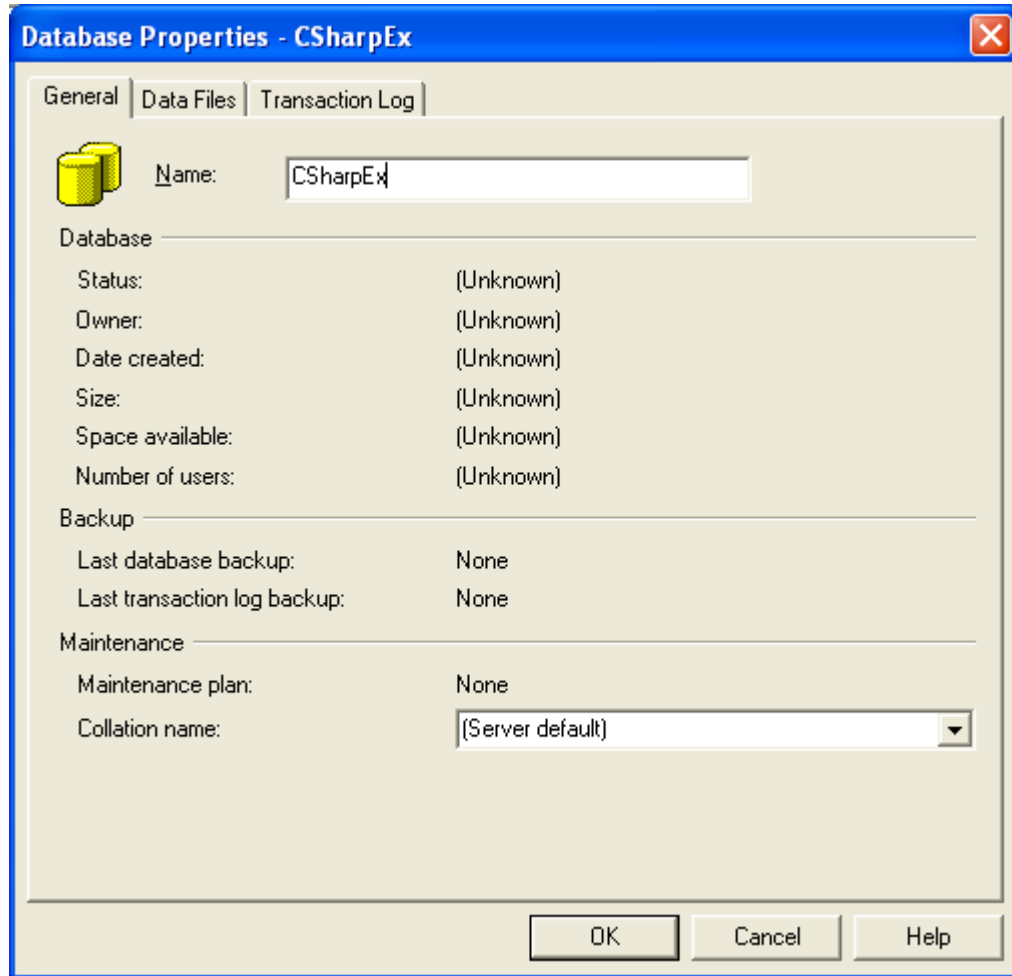 Database Properties - CSharpEx
General Data Files Transaction Log
Name: CSharpEx
Database
Status: (Unknown)
Owner: (Unknown)
Date created: (Unknown)
Size: (Unknown)
Space available: (Unknown)
Number of users: (Unknown)
Backup
Last database backup: None
Last transaction log backup: None
Maintenance
Maintenance plan: None
Collation name: (Server default)
OK Cancel Help